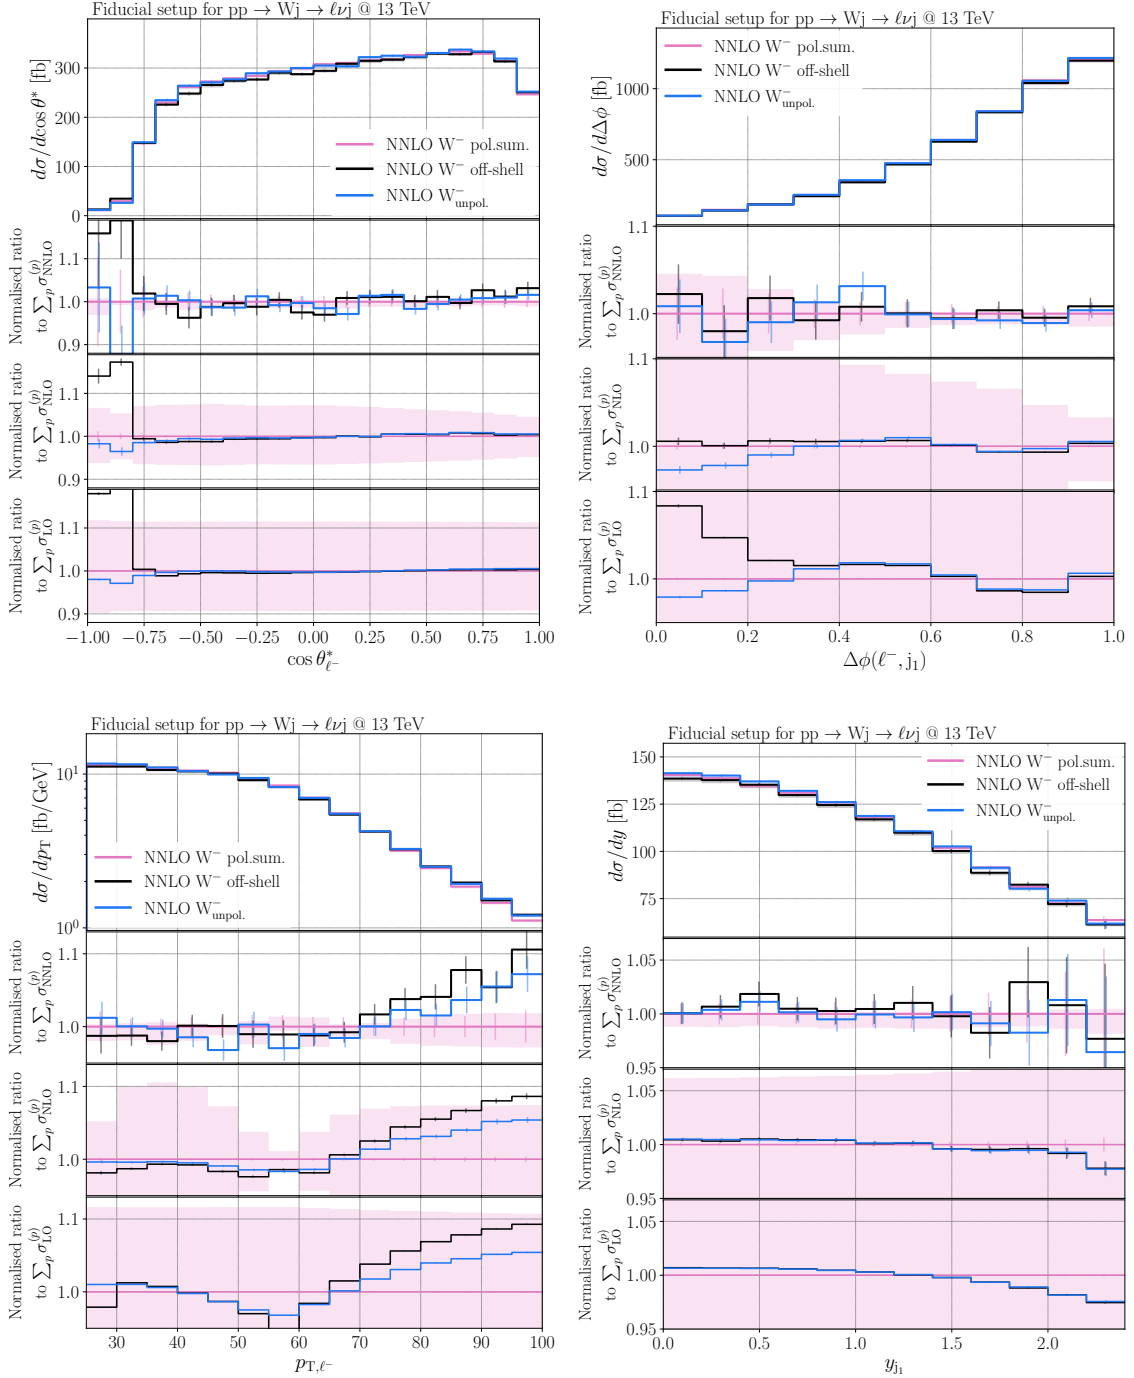 Fiducial setup for pp → Wj → ℓνj @ 13 TeV
dσ/dcos θ* [fb]
300
200
100
0
NNLO W⁻ pol.sum.
NNLO W⁻ off-shell
NNLO W⁻unpol.
Normalised ratio
to ∑p σ(p)NNLO
1.1
1.0
0.9
Normalised ratio
to ∑p σ(p)NLO
1.1
1.0
0.9
Normalised ratio
to ∑p σ(p)LO
1.1
1.0
0.9
−1.00 −0.75 −0.50 −0.25 0.00 0.25 0.50 0.75 1.00
cos θ*ℓ⁻
Fiducial setup for pp → Wj → ℓνj @ 13 TeV
dσ/dΔϕ [fb]
1000
500
NNLO W⁻ pol.sum.
NNLO W⁻ off-shell
NNLO W⁻unpol.
Normalised ratio
to ∑p σ(p)NNLO
1.1
1.0
Normalised ratio
to ∑p σ(p)NLO
1.1
1.0
Normalised ratio
to ∑p σ(p)LO
1.1
1.0
0.0 0.2 0.4 0.6 0.8 1.0
Δϕ(ℓ⁻, j₁)
Fiducial setup for pp → Wj → ℓνj @ 13 TeV
dσ/dpT [fb/GeV]
10¹
10⁰
NNLO W⁻ pol.sum.
NNLO W⁻ off-shell
NNLO W⁻unpol.
Normalised ratio
to ∑p σ(p)NNLO
1.1
1.0
Normalised ratio
to ∑p σ(p)NLO
1.1
1.0
Normalised ratio
to ∑p σ(p)LO
1.1
1.0
30 40 50 60 70 80 90 100
pT,ℓ⁻
Fiducial setup for pp → Wj → ℓνj @ 13 TeV
dσ/dy [fb]
150
125
100
75
NNLO W⁻ pol.sum.
NNLO W⁻ off-shell
NNLO W⁻unpol.
Normalised ratio
to ∑p σ(p)NNLO
1.05
1.00
0.95
Normalised ratio
to ∑p σ(p)NLO
1.05
1.00
0.95
Normalised ratio
to ∑p σ(p)LO
1.05
1.00
0.95
0.0 0.5 1.0 1.5 2.0
yj₁